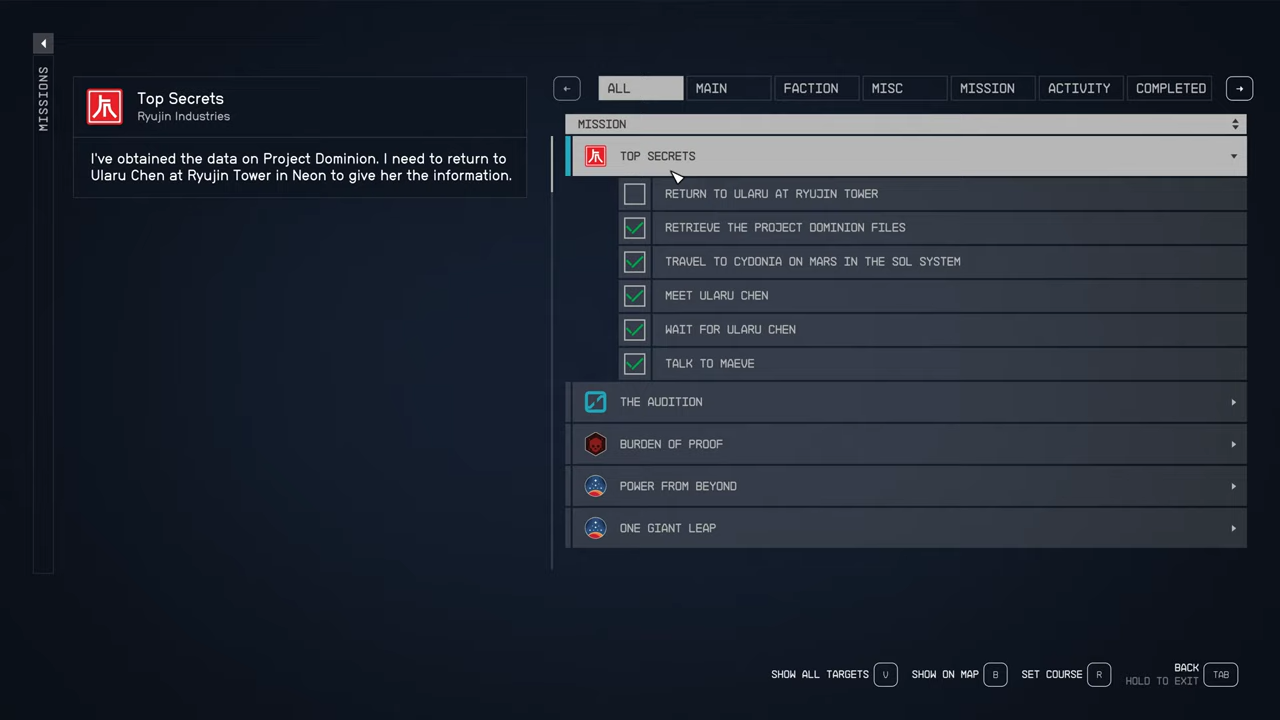 MISSIONS
Top Secrets
Ryujin Industries
I've obtained the data on Project Dominion. I need to return to
Ularu Chen at Ryujin Tower in Neon to give her the information.
ALL
MAIN
FACTION
MISC
MISSION
ACTIVITY
COMPLETED
MISSION
TOP SECRETS
RETURN TO ULARU AT RYUJIN TOWER
RETRIEVE THE PROJECT DOMINION FILES
TRAVEL TO CYDONIA ON MARS IN THE SOL SYSTEM
MEET ULARU CHEN
WAIT FOR ULARU CHEN
TALK TO MAEVE
THE AUDITION
BURDEN OF PROOF
POWER FROM BEYOND
ONE GIANT LEAP
SHOW ALL TARGETS V
SHOW ON MAP B
SET COURSE R
BACK
HOLD TO EXIT TAB